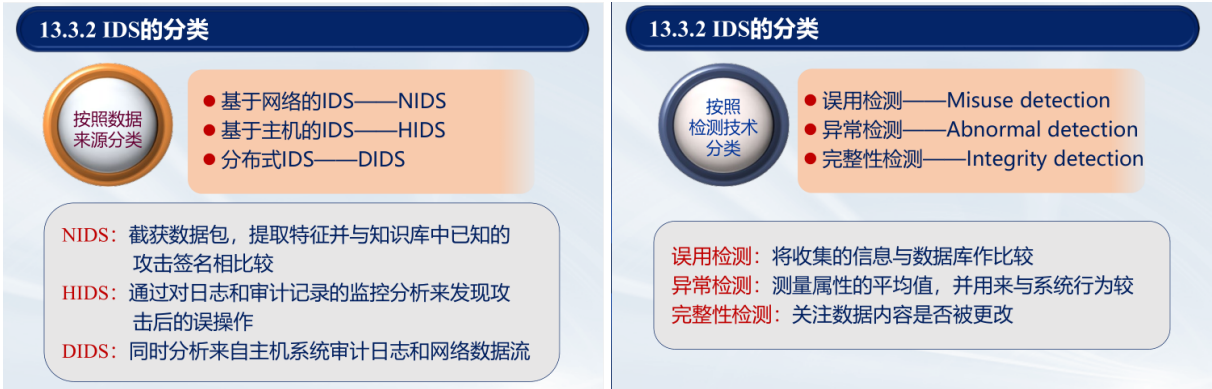 13.3.2 IDS的分类
按照数据
来源分类
● 基于网络的IDS——NIDS
● 基于主机的IDS——HIDS
● 分布式IDS——DIDS
NIDS：截获数据包，提取特征并与知识库中已知的
攻击签名相比较
HIDS：通过对日志和审计记录的监控分析来发现攻
击后的误操作
DIDS：同时分析来自主机系统审计日志和网络数据流
13.3.2 IDS的分类
按照
检测技术
分类
● 误用检测——Misuse detection
● 异常检测——Abnormal detection
● 完整性检测——Integrity detection
误用检测：将收集的信息与数据库作比较
异常检测：测量属性的平均值，并用来与系统行为较
完整性检测：关注数据内容是否被更改